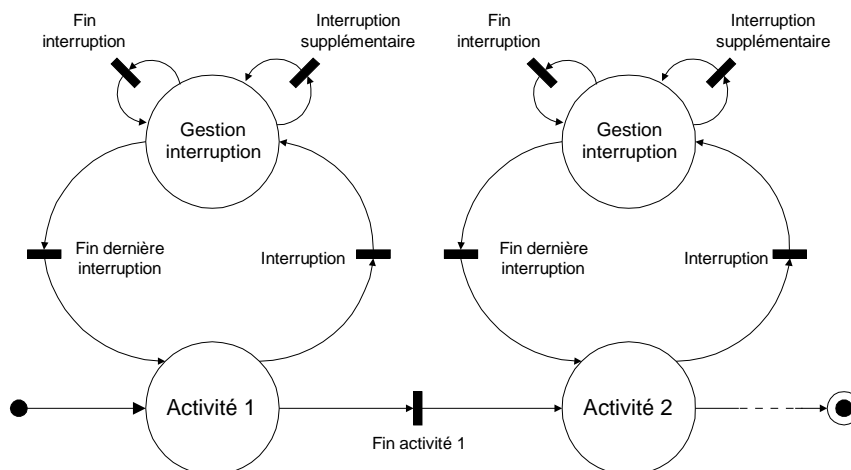 Fin
interruption
Interruption
supplémentaire
Fin
interruption
Interruption
supplémentaire
Gestion
interruption
Gestion
interruption
Fin dernière
interruption
Interruption
Fin dernière
interruption
Interruption
Activité 1
Activité 2
Fin activité 1